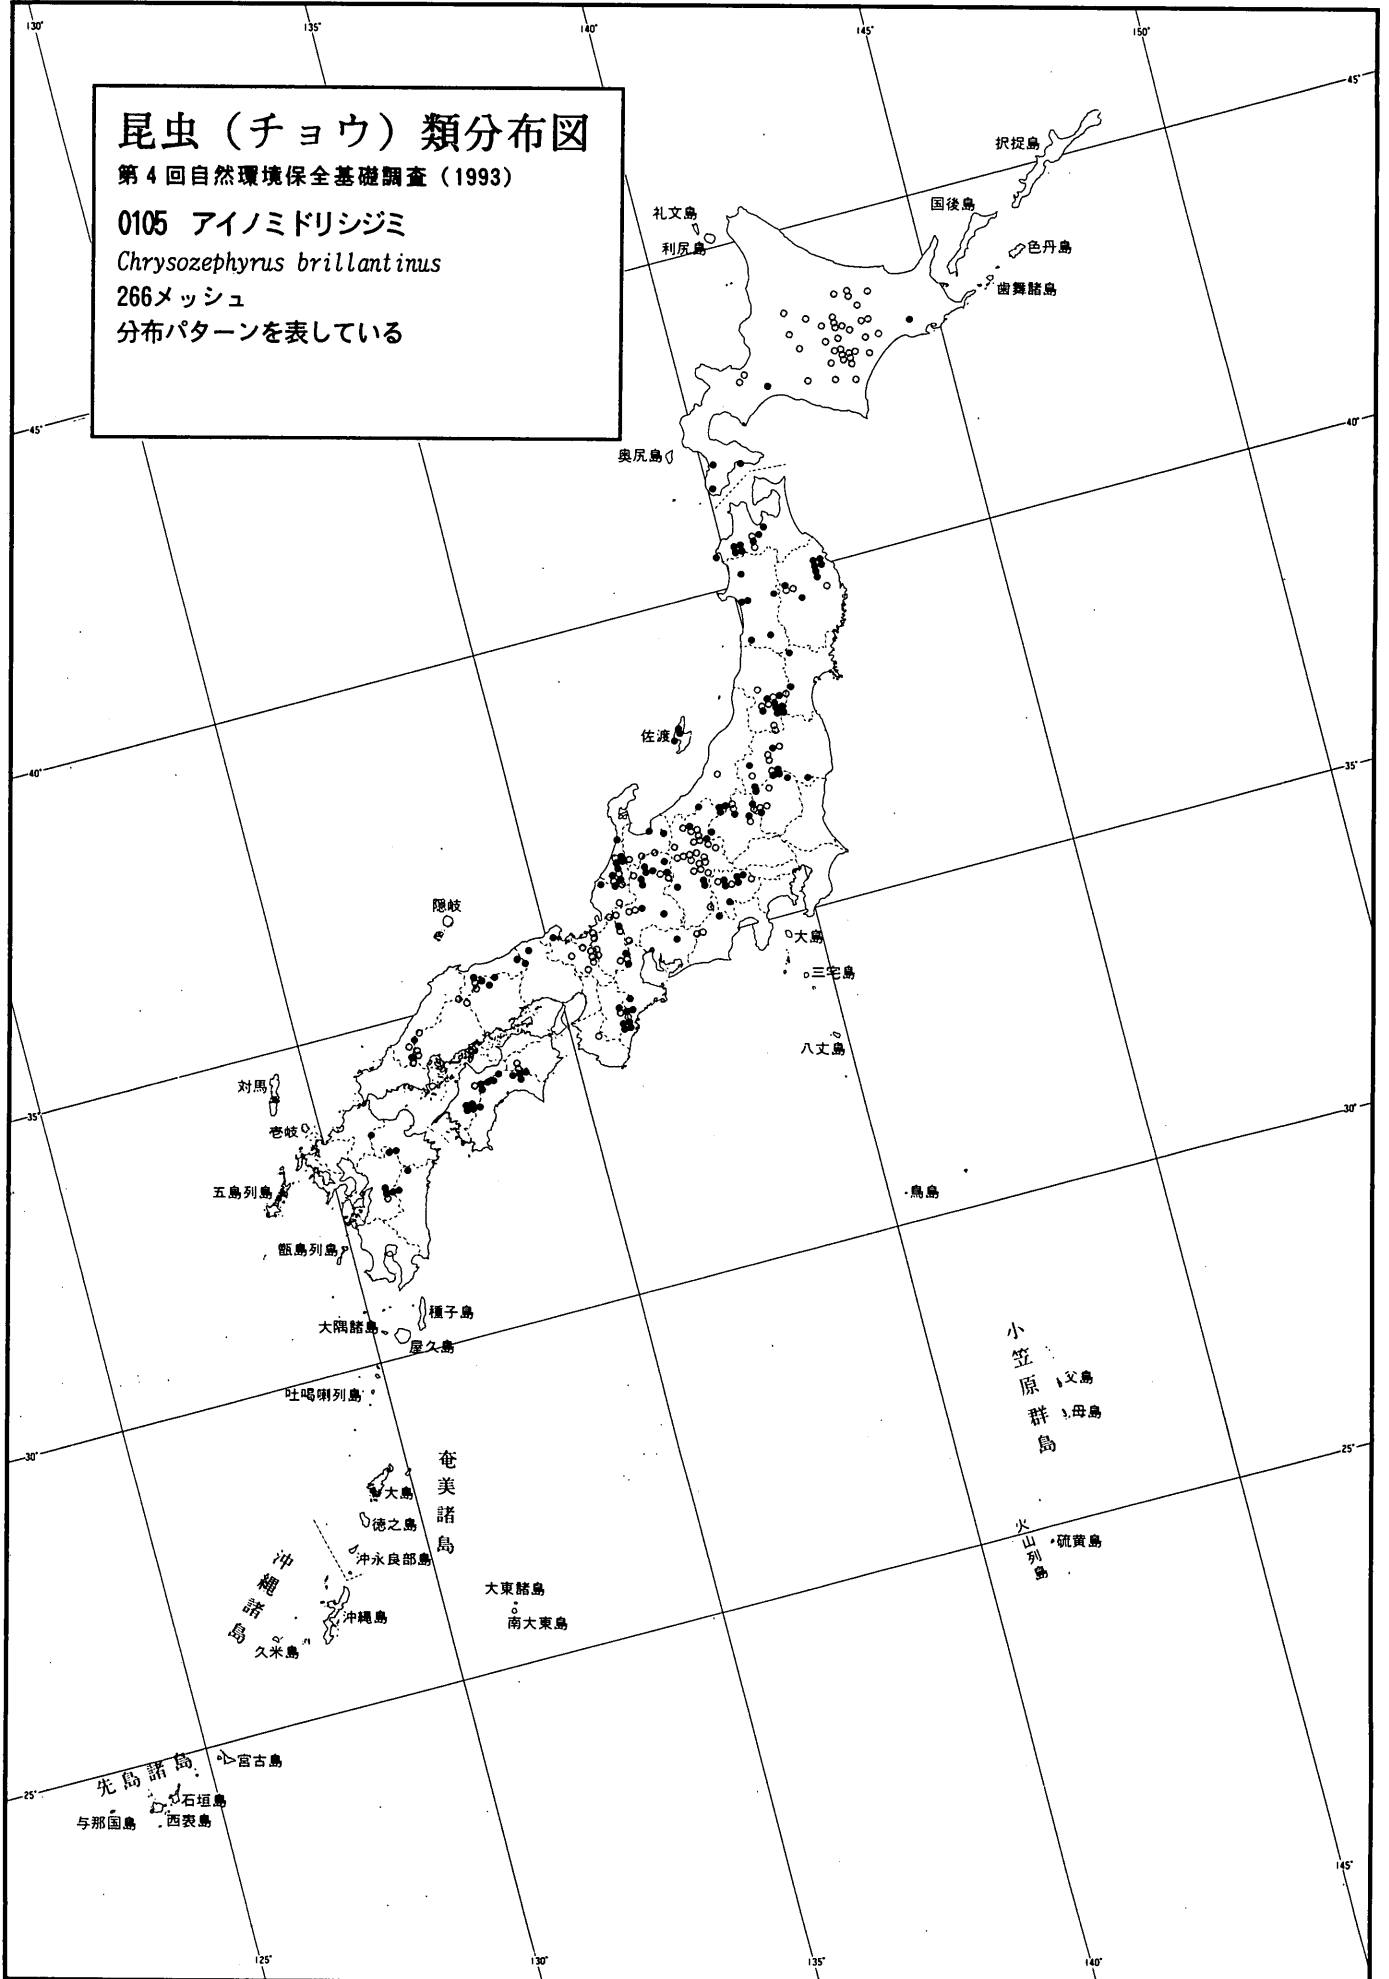 130°
135°
140°
145°
150°
昆虫（チョウ）類分布図
第4回自然環境保全基礎調査（1993）
0105 アイノミドリシジミ
Chrysozephyrus brillantinus
266メッシュ
分布パターンを表している
45°
択捉島
国後島
色丹島
歯舞諸島
礼文島
利尻島
45°
40°
奥尻島
佐渡
40°
35°
隠岐
大島
三宅島
八丈島
対馬
35°
壱岐
30°
五島列島
鳥島
甑島列島
種子島
大隅諸島
屋久島
吐喝喇列島
小笠原群島
父島
母島
30°
25°
奄美諸島
大島
徳之島
沖永良部島
火山列島
硫黄島
沖縄諸島
沖縄島
久米島
大東諸島
南大東島
先島諸島
宮古島
25°
石垣島
与那国島
西表島
145°
125°
130°
135°
140°